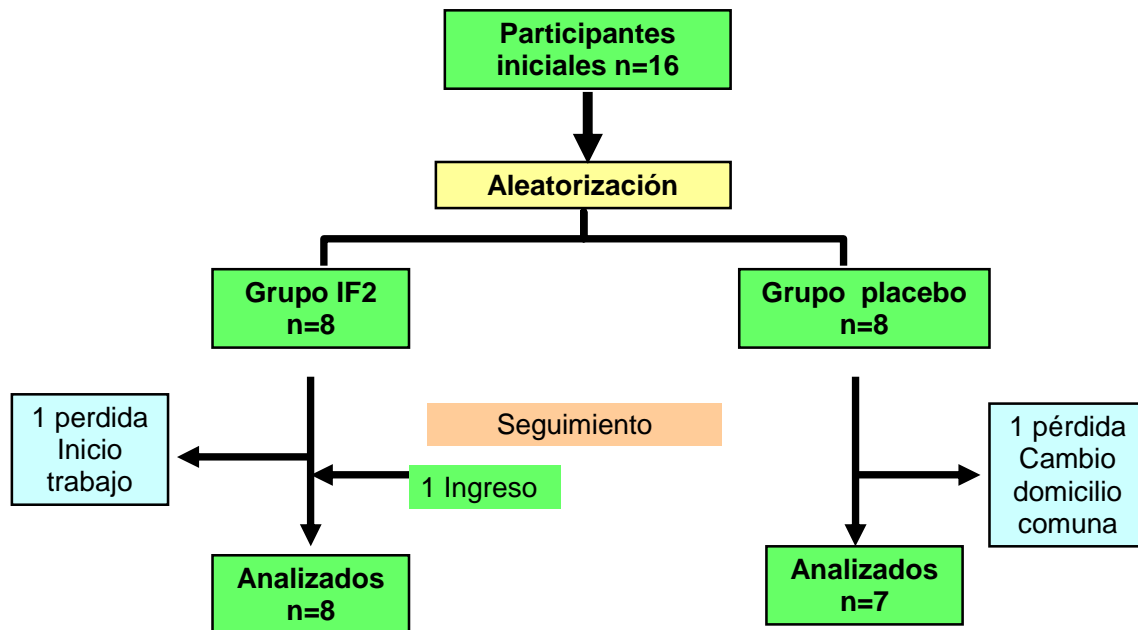 Participantes
iniciales n=16
Aleatorización
Grupo IF2
n=8
Grupo placebo
n=8
1 perdida
Inicio
trabajo
Seguimiento
1 Ingreso
1 pérdida
Cambio
domicilio
comuna
Analizados
n=8
Analizados
n=7